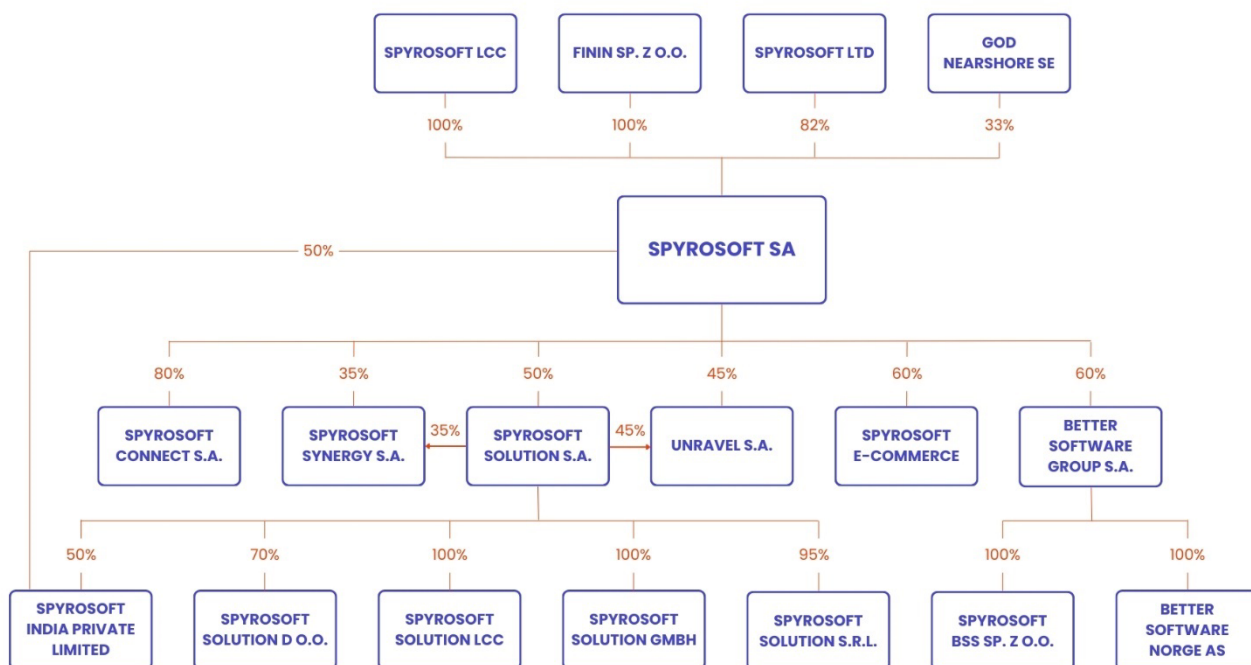 SPYROSOFT LCC
FININ SP. Z O.O.
SPYROSOFT LTD
GOD
NEARSHORE SE
100%
100%
82%
33%
SPYROSOFT SA
50%
80%
35%
50%
45%
60%
60%
SPYROSOFT
CONNECT S.A.
SPYROSOFT
SYNERGY S.A.
35%
SPYROSOFT
SOLUTION S.A.
45%
UNRAVEL S.A.
SPYROSOFT
E-COMMERCE
BETTER
SOFTWARE
GROUP S.A.
50%
70%
100%
100%
95%
100%
100%
SPYROSOFT
INDIA PRIVATE
LIMITED
SPYROSOFT
SOLUTION D O.O.
SPYROSOFT
SOLUTION LCC
SPYROSOFT
SOLUTION GMBH
SPYROSOFT
SOLUTION S.R.L.
SPYROSOFT
BSS SP. Z O.O.
BETTER
SOFTWARE
NORGE AS